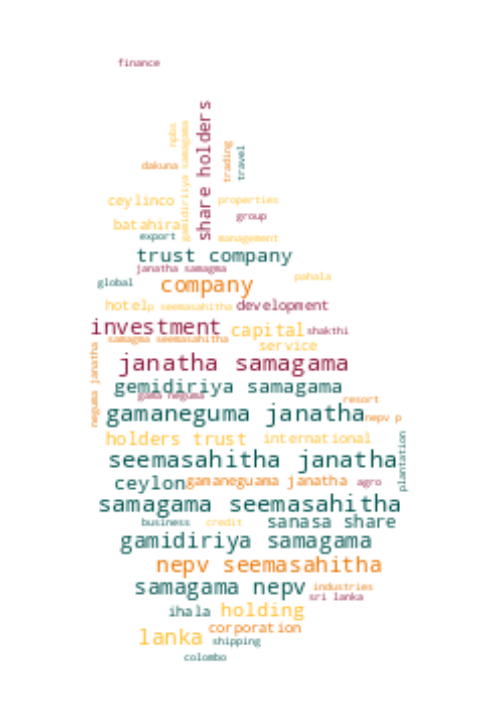 finance
share holders
npbs
gamidiriya samagama
trading
travel
dakuna
ceylinco
properties
group
batahira
export
management
trust company
janatha samagma
pahala
global
company
hotel
p seemasahitha
development
investment
capital
shakthi
samagma seemasahitha
service
neguma janatha
janatha samagama
gemidiriya samagama
gama neguma
resort
gamaneguma janatha
nepv p
holders trust
international
plantation
seemasahitha janatha
ceylon
gamaneguama janatha
agro
samagama seemasahitha
business
credit
sanasa share
gamidiriya samagama
nepv seemasahitha
samagama nepv
industries
sri lanka
ihala
holding
corporation
lanka
shipping
colombo